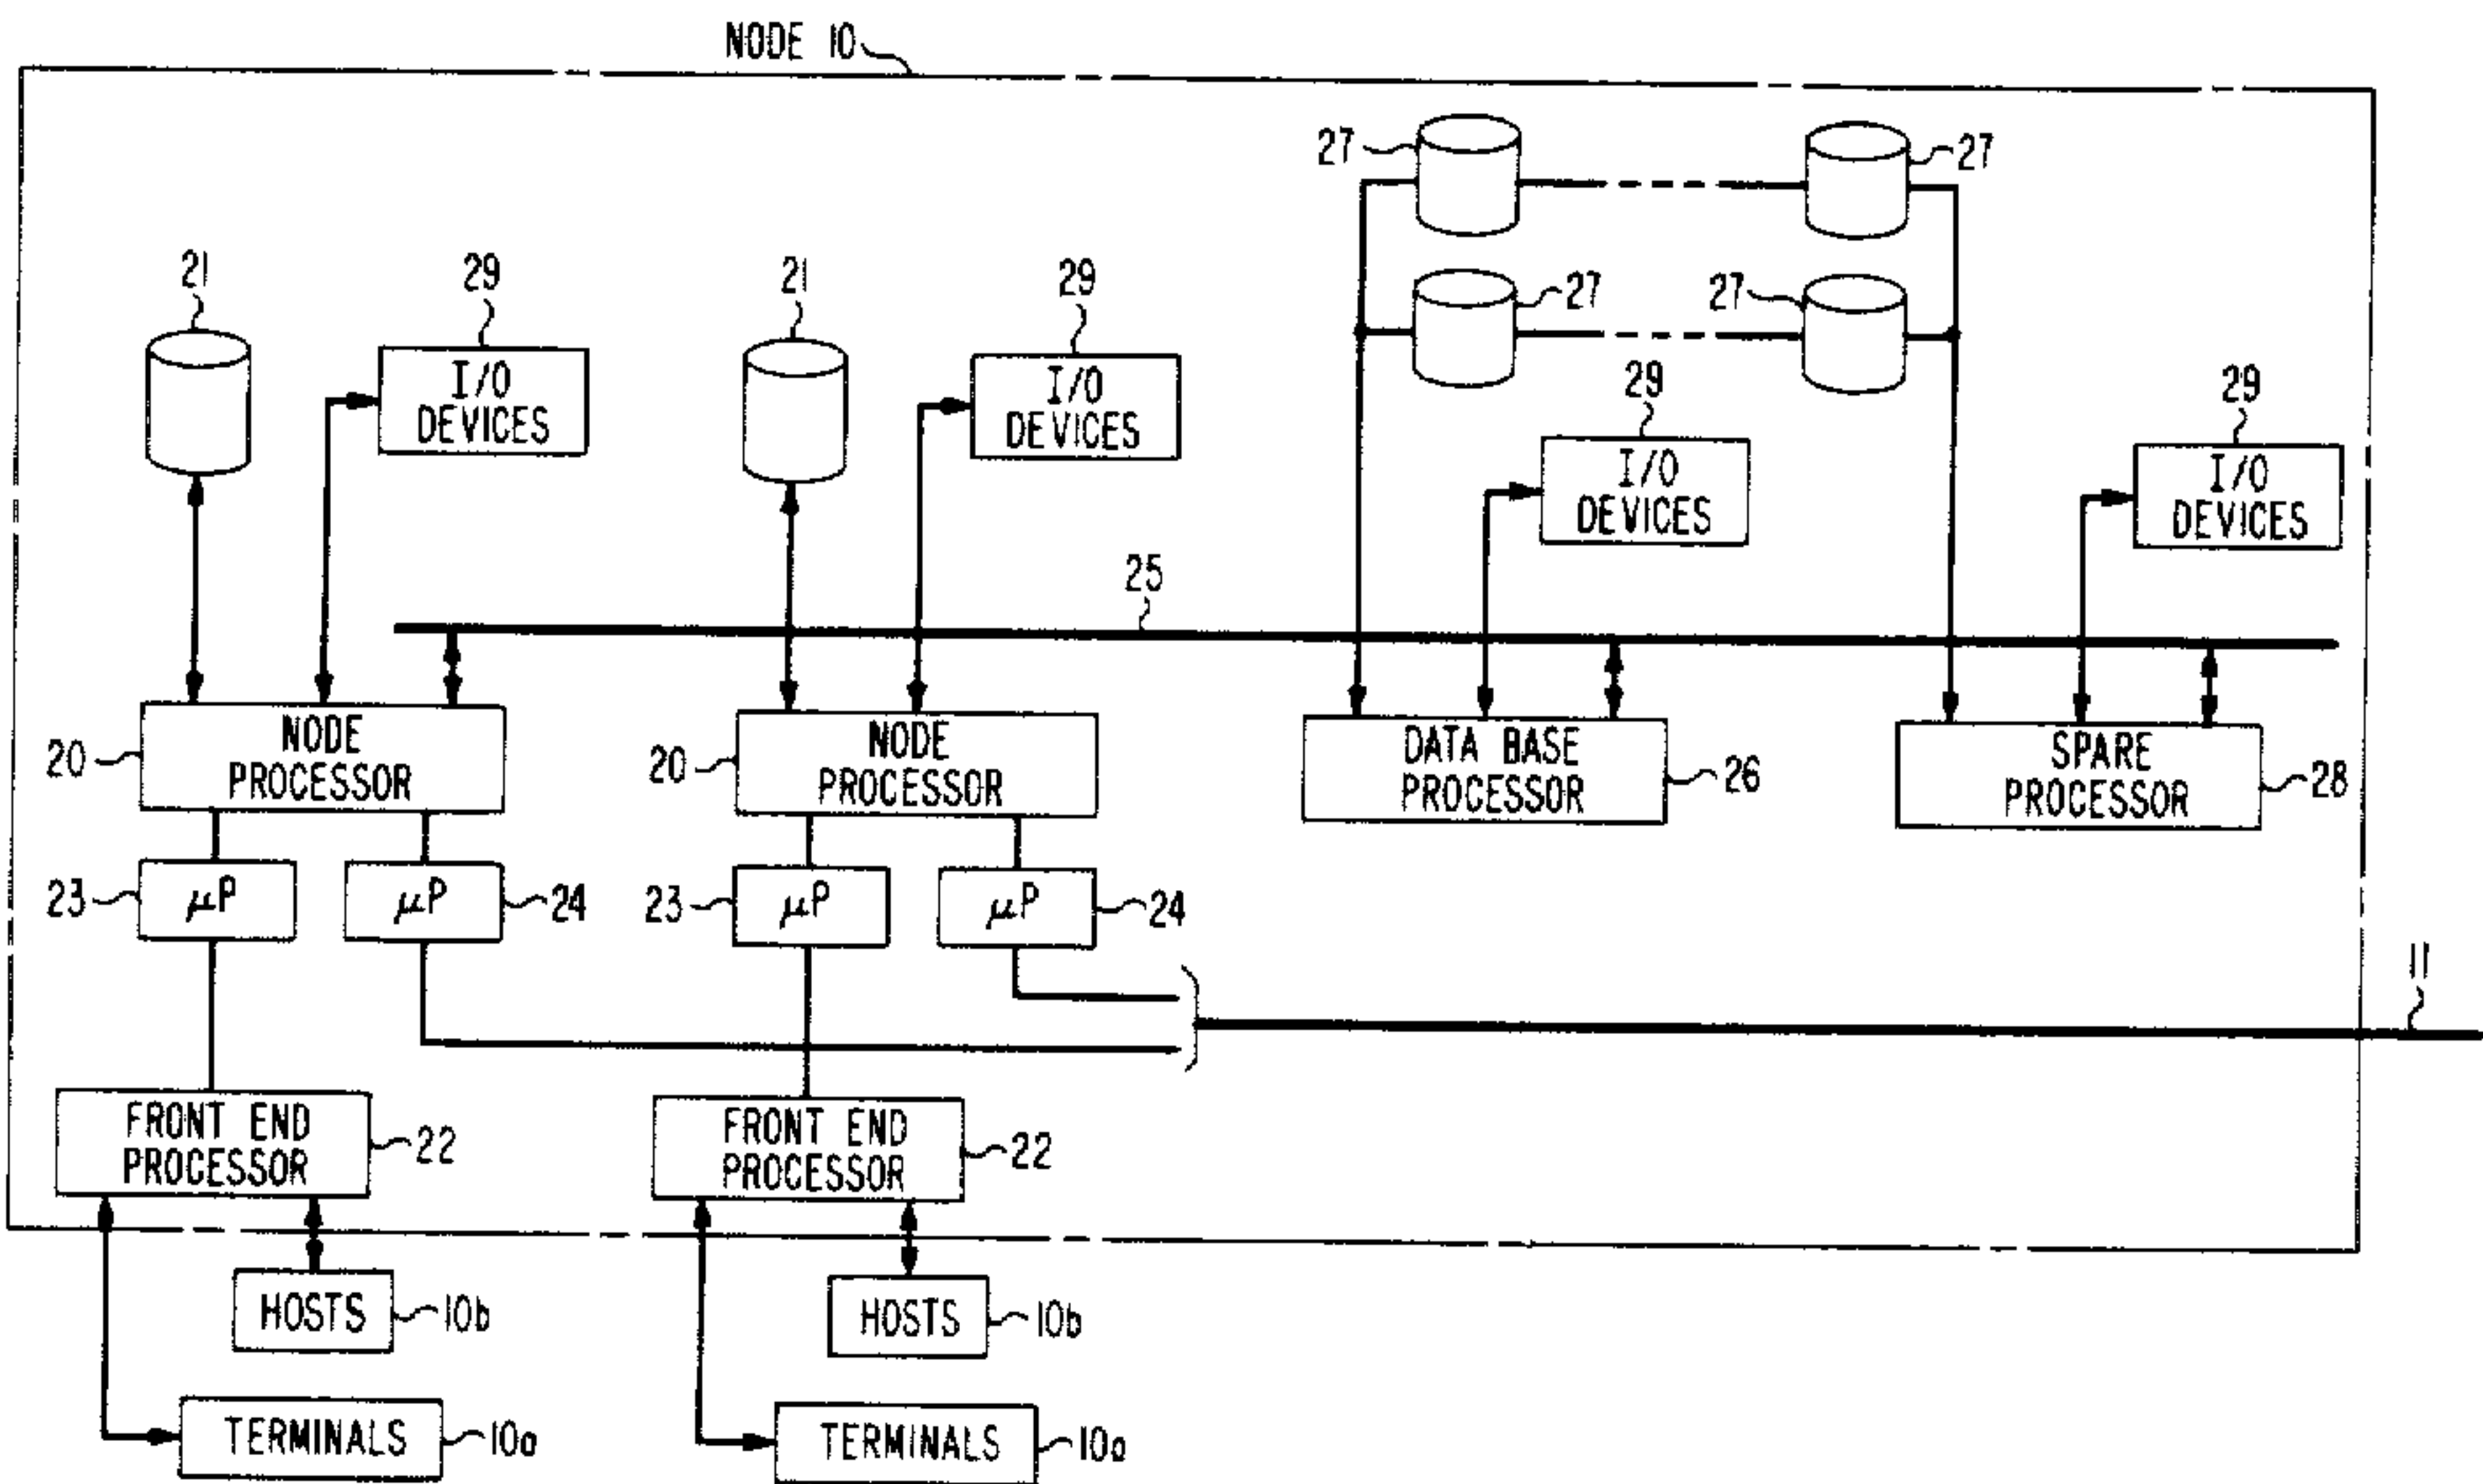 NODE 10
27
27
21
29
21
29
27
27
I/O
DEVICES
I/O
DEVICES
29
I/O
DEVICES
29
I/O
DEVICES
25
NODE
PROCESSOR
20
NODE
PROCESSOR
20
DATA BASE
PROCESSOR
26
SPARE
PROCESSOR
28
23
μP
μP
24
23
μP
μP
24
11
FRONT END
PROCESSOR
22
FRONT END
PROCESSOR
22
HOSTS
10b
HOSTS
10b
TERMINALS
10a
TERMINALS
10a